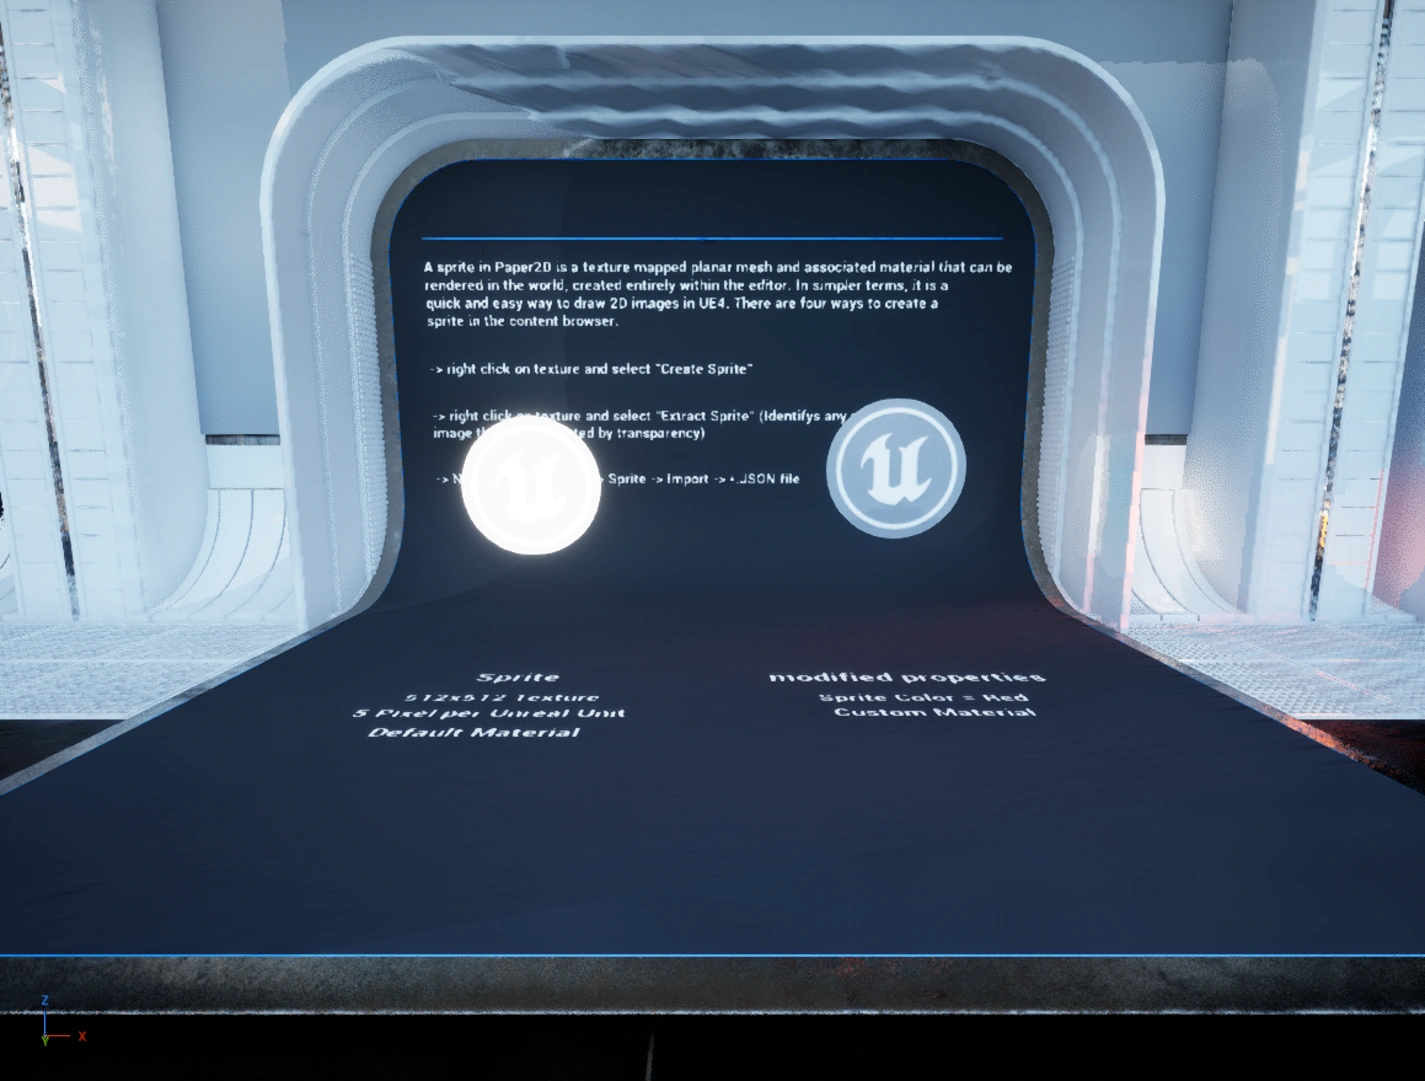 A sprite in Paper2D is a texture mapped planar mesh and associated material that can be
rendered in the world, created entirely within the editor. In simpler terms, it is a
quick and easy way to draw 2D images in UE4. There are four ways to create a
sprite in the content browser.
-> right click on texture and select "Create Sprite"
-> right click on texture and select "Extract Sprite" (Identifys any
image by transparency)
-> Sprite -> Import -> *.JSON file
Sprite
512x512 Texture
5 Pixel per Unreal Unit
Default Material
modified properties
Sprite Color = Red
Custom Material
Z
X
Y